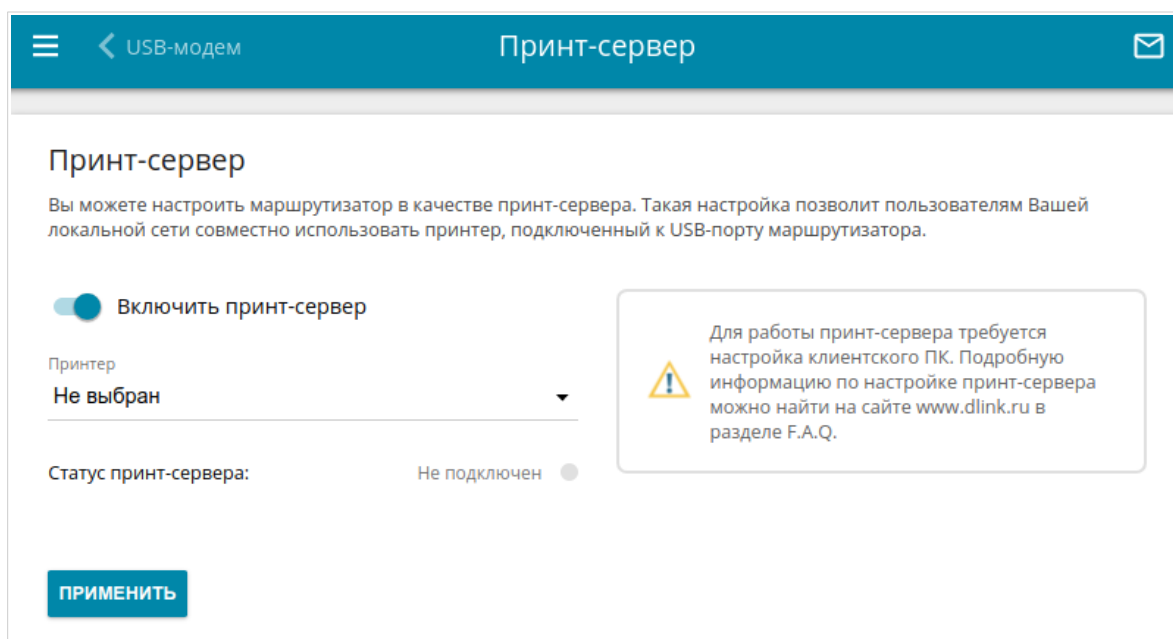 USB-модем
Принт-сервер
Принт-сервер
Вы можете настроить маршрутизатор в качестве принт-сервера. Такая настройка позволит пользователям Вашей
локальной сети совместно использовать принтер, подключенный к USB-порту маршрутизатора.
Включить принт-сервер
Принтер
Не выбран
Статус принт-сервера:
Не подключен
Для работы принт-сервера требуется
настройка клиентского ПК. Подробную
информацию по настройке принт-сервера
можно найти на сайте www.dlink.ru в
разделе F.A.Q.
ПРИМЕНИТЬ